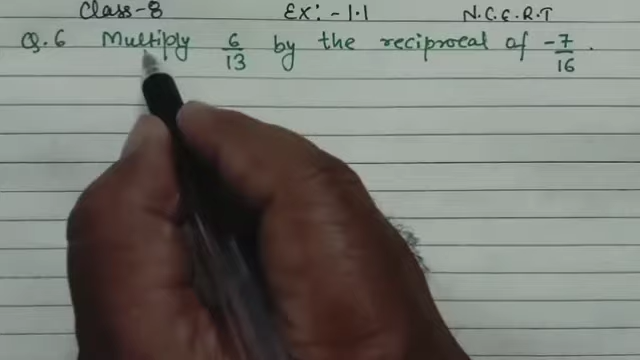 Class-8 Ex:-1.1 N.C.E.R.T
Q.6 Multiply 6/13 by the reciprocal of -7/16.